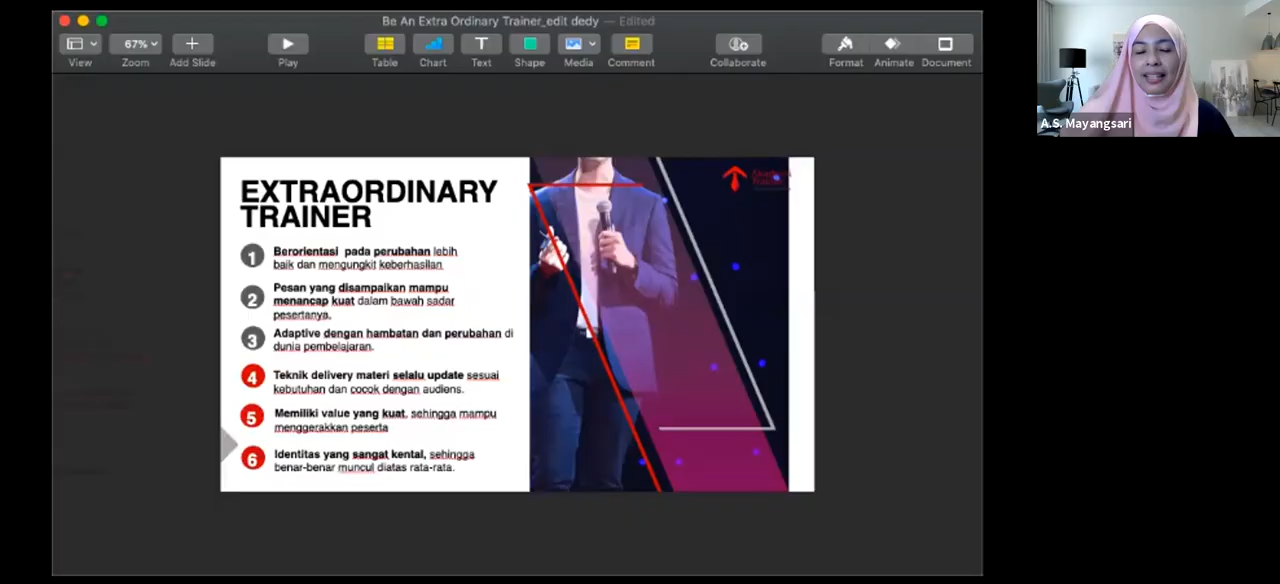 Be An Extra Ordinary Trainer_edit dedy — Edited
67%
View
Zoom
Add Slide
Play
Table
Chart
Text
Shape
Media
Comment
Collaborate
Format
Animate
Document
A.S. Mayangsari
EXTRAORDINARY
TRAINER
1
Berorientasi pada perubahan lebih
baik dan mengungkit keberhasilan
2
Pesan yang disampaikan mampu
menancap kuat dalam bawah sadar
pesertanya.
3
Adaptive dengan hambatan dan perubahan di
dunia pembelajaran.
4
Teknik delivery materi selalu update sesuai
kebutuhan dan cocok dengan audiens.
5
Memiliki value yang kuat, sehingga mampu
menggerakkan peserta
6
Identitas yang sangat kental, sehingga
benar-benar muncul diatas rata-rata.